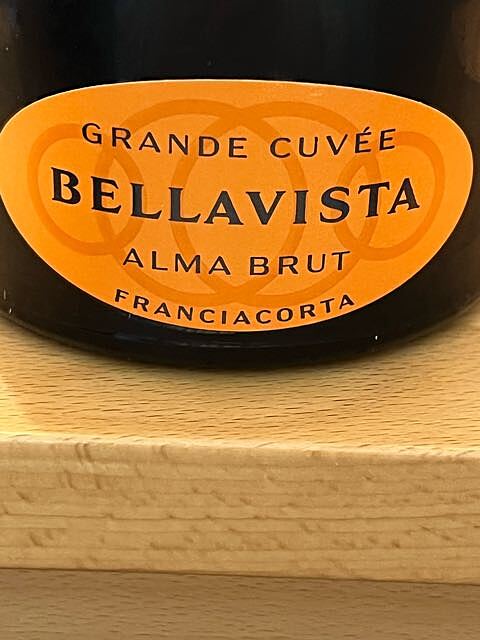 GRANDE CUVÉE
BELLAVISTA
ALMA BRUT
FRANCIACORTA